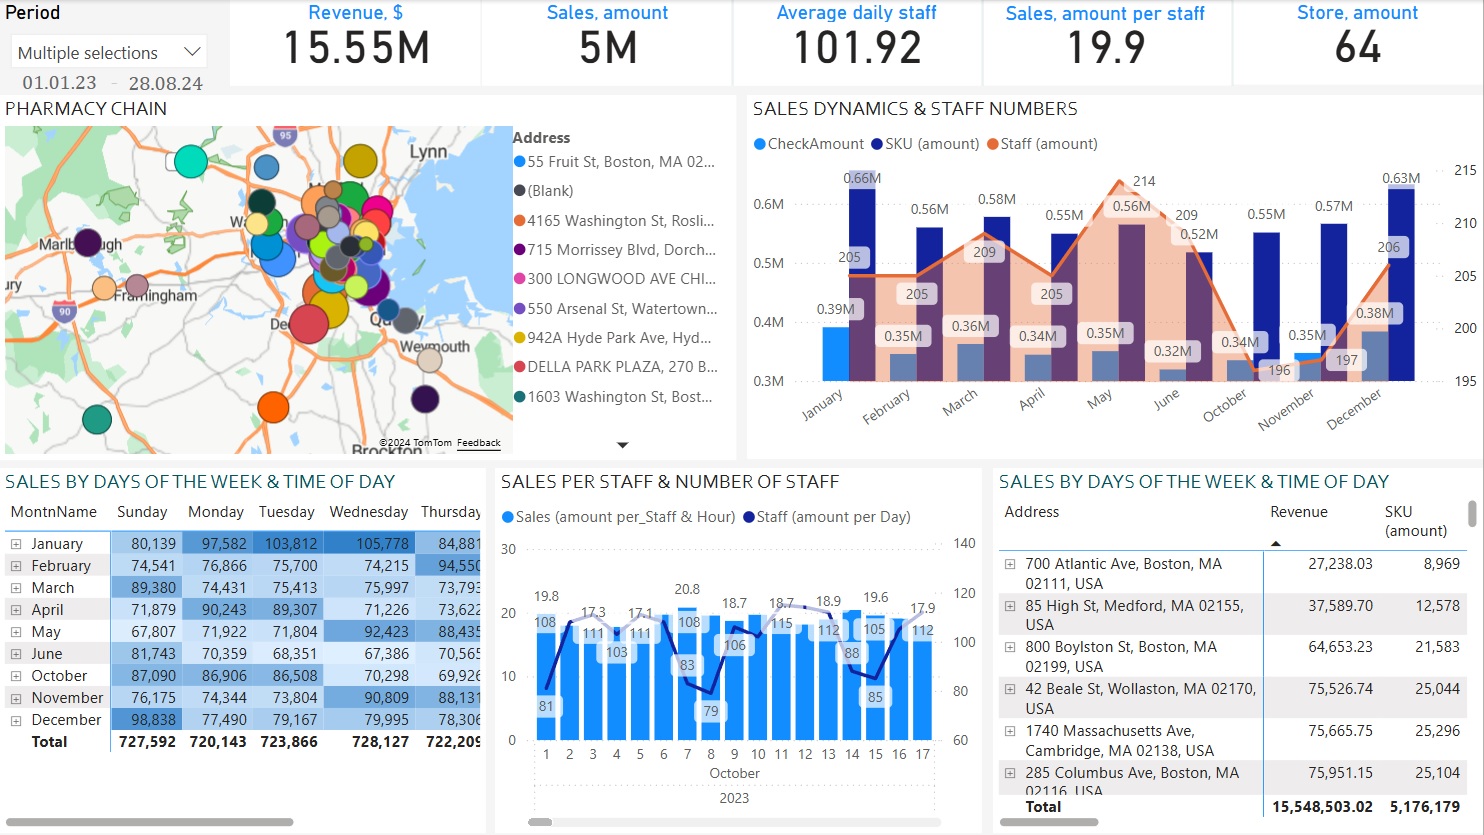 Period
Multiple selections
01.01.23 - 28.08.24
Revenue, $
15.55M
Sales, amount
5M
Average daily staff
101.92
Sales, amount per staff
19.9
Store, amount
64
PHARMACY CHAIN
95
Lynn
Marlb
gh
Framingham
90
Weymouth
Brockton
©2024 TomTom Feedback
Address
55 Fruit St, Boston, MA 02...
(Blank)
4165 Washington St, Rosli...
715 Morrissey Blvd, Dorch...
300 LONGWOOD AVE CHI...
550 Arsenal St, Watertown...
942A Hyde Park Ave, Hyd...
DELLA PARK PLAZA, 270 B...
1603 Washington St, Bost...
SALES DYNAMICS & STAFF NUMBERS
CheckAmount SKU (amount) Staff (amount)
0.6M
0.5M
0.4M
0.3M
0.66M
0.56M
0.58M
0.55M
0.56M
0.52M
0.55M
0.57M
0.63M
205
205
209
205
214
209
196
197
206
0.39M
0.35M
0.36M
0.34M
0.35M
0.32M
0.34M
0.35M
0.38M
215
210
205
200
195
January
February
March
April
May
June
October
November
December
SALES BY DAYS OF THE WEEK & TIME OF DAY
MontnName Sunday Monday Tuesday Wednesday Thursday
January 80,139 97,582 103,812 105,778 84,881
February 74,541 76,866 75,700 74,215 94,550
March 89,380 74,431 75,413 75,997 73,793
April 71,879 90,243 89,307 71,226 73,622
May 67,807 71,922 71,804 92,423 88,435
June 81,743 70,359 68,351 67,386 70,565
October 87,090 86,906 86,508 70,298 69,926
November 76,175 74,344 73,804 90,809 88,131
December 98,838 77,490 79,167 79,995 78,306
Total 727,592 720,143 723,866 728,127 722,209
SALES PER STAFF & NUMBER OF STAFF
Sales (amount per_Staff & Hour) Staff (amount per Day)
30
20
10
0
19.8
17.3
17.1
20.8
18.7
18.7
18.9
19.6
17.9
108
111
103
111
108
106
115
112
105
112
81
83
79
88
85
140
120
100
80
60
1 2 3 4 5 6 7 8 9 10 11 12 13 14 15 16 17
October
2023
SALES BY DAYS OF THE WEEK & TIME OF DAY
Address Revenue SKU
(amount)
700 Atlantic Ave, Boston, MA 27,238.03 8,969
02111, USA
85 High St, Medford, MA 02155, 37,589.70 12,578
USA
800 Boylston St, Boston, MA 64,653.23 21,583
02199, USA
42 Beale St, Wollaston, MA 02170, 75,526.74 25,044
USA
1740 Massachusetts Ave, 75,665.75 25,296
Cambridge, MA 02138, USA
285 Columbus Ave, Boston, MA 75,951.15 25,104
02116, USA
Total 15,548,503.02 5,176,179